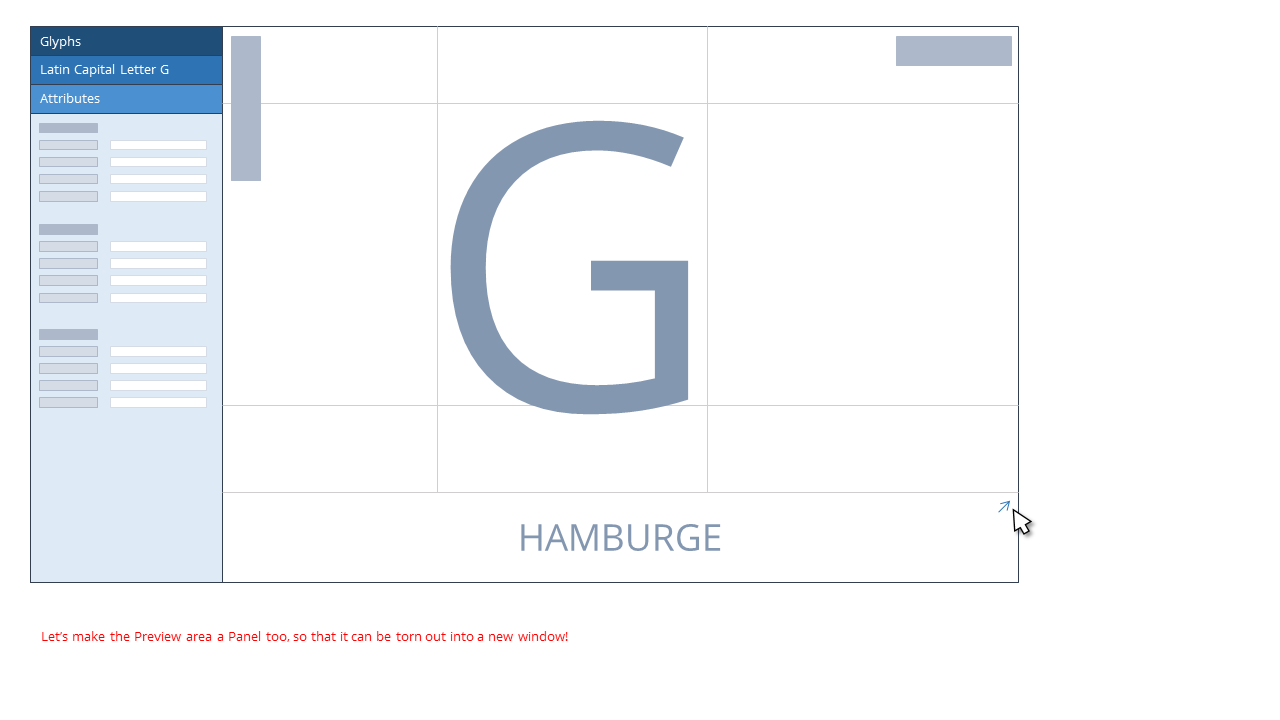 Glyphs
Latin Capital Letter G
Attributes
G
HAMBURGE
Let's make the Preview area a Panel too, so that it can be torn out into a new window!